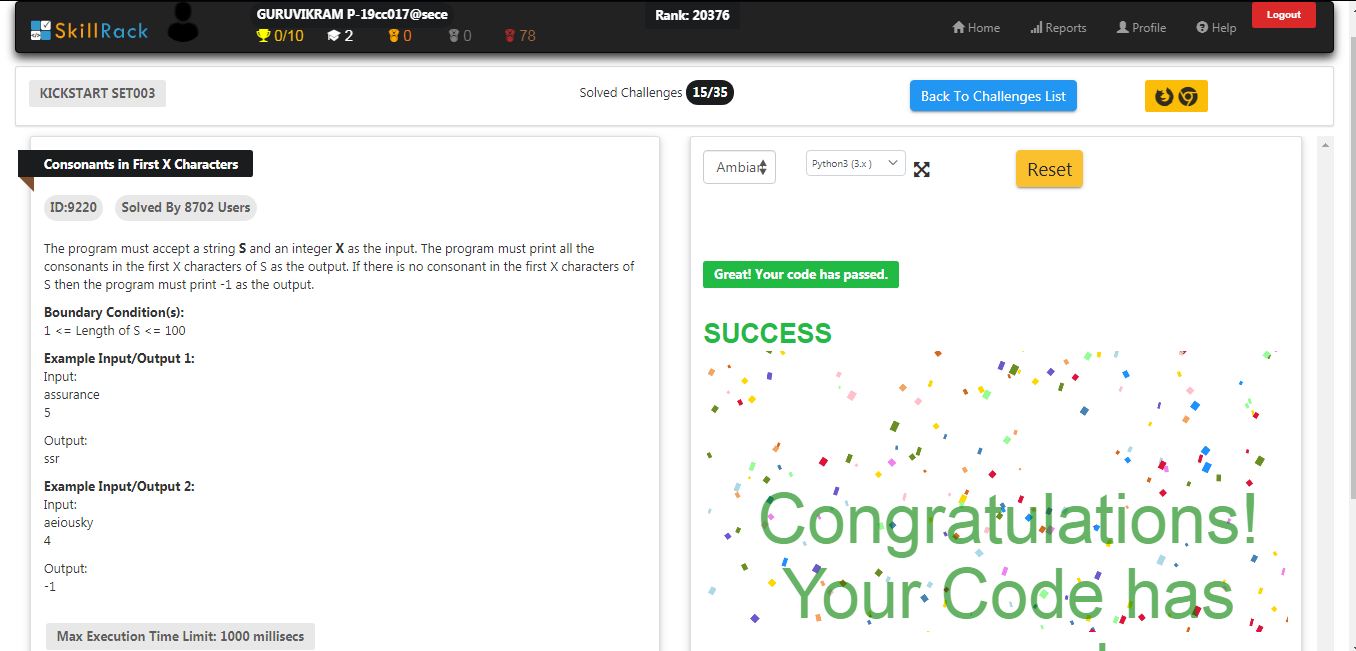 SkillRack
GURUVIKRAM P-19cc017@sece
0/10 2 0 0 78
Rank: 20376
Home Reports Profile Help
Logout
KICKSTART SET003
Solved Challenges 15/35
Back To Challenges List
Consonants in First X Characters
ID:9220 Solved By 8702 Users
The program must accept a string S and an integer X as the input. The program must print all the
consonants in the first X characters of S as the output. If there is no consonant in the first X characters of
S then the program must print -1 as the output.
Boundary Condition(s):
1 <= Length of S <= 100
Example Input/Output 1:
Input:
assurance
5
Output:
ssr
Example Input/Output 2:
Input:
aeiousky
4
Output:
-1
Max Execution Time Limit: 1000 millisecs
Ambian
Python3 (3.x )
Reset
Great! Your code has passed.
SUCCESS
Congratulations!
Your Code has